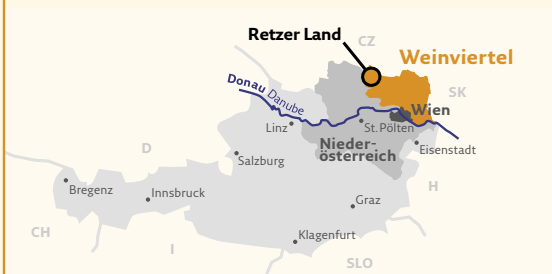 Retzer Land
CZ
Weinviertel
Donau Danube
SK
Wien
Linz
St. Pölten
Nieder-
österreich
Eisenstadt
D
Salzburg
H
Bregenz
Innsbruck
Graz
CH
Klagenfurt
I
SLO